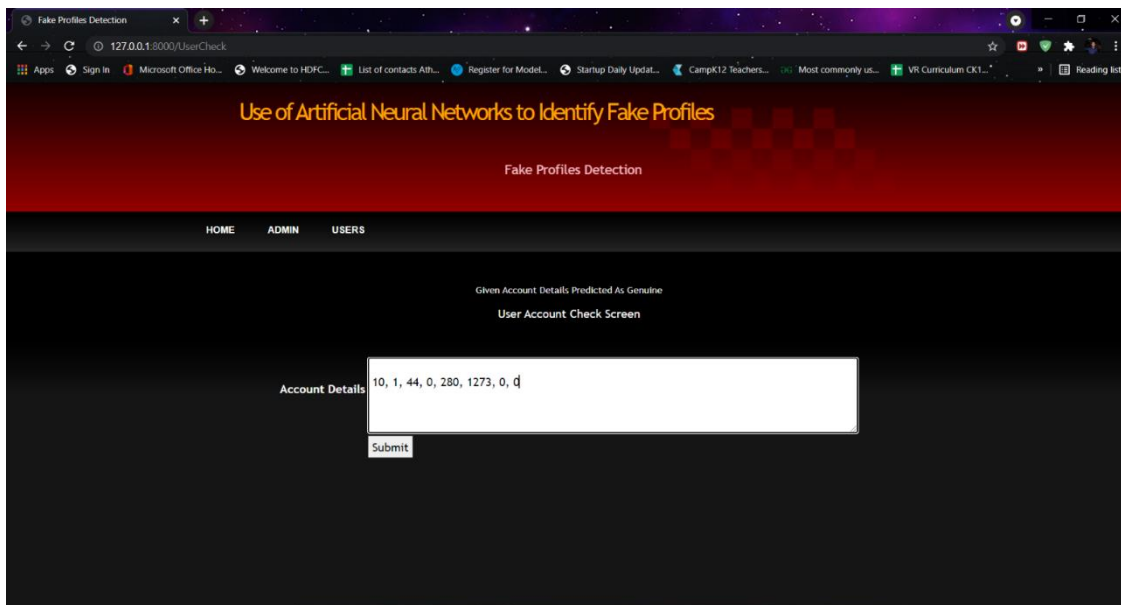 Fake Profiles Detection
127.0.0.1:8000/UserCheck
Apps Sign In Microsoft Office Ho... Welcome to HDFC... List of contacts Ath... Register for Model... Startup Daily Updat... CampK12 Teachers... DG Most commonly us... VR Curriculum CK1... » Reading list
Use of Artificial Neural Networks to Identify Fake Profiles
Fake Profiles Detection
HOME ADMIN USERS
Given Account Details Predicted As Genuine
User Account Check Screen
Account Details 10, 1, 44, 0, 280, 1273, 0, 0
Submit